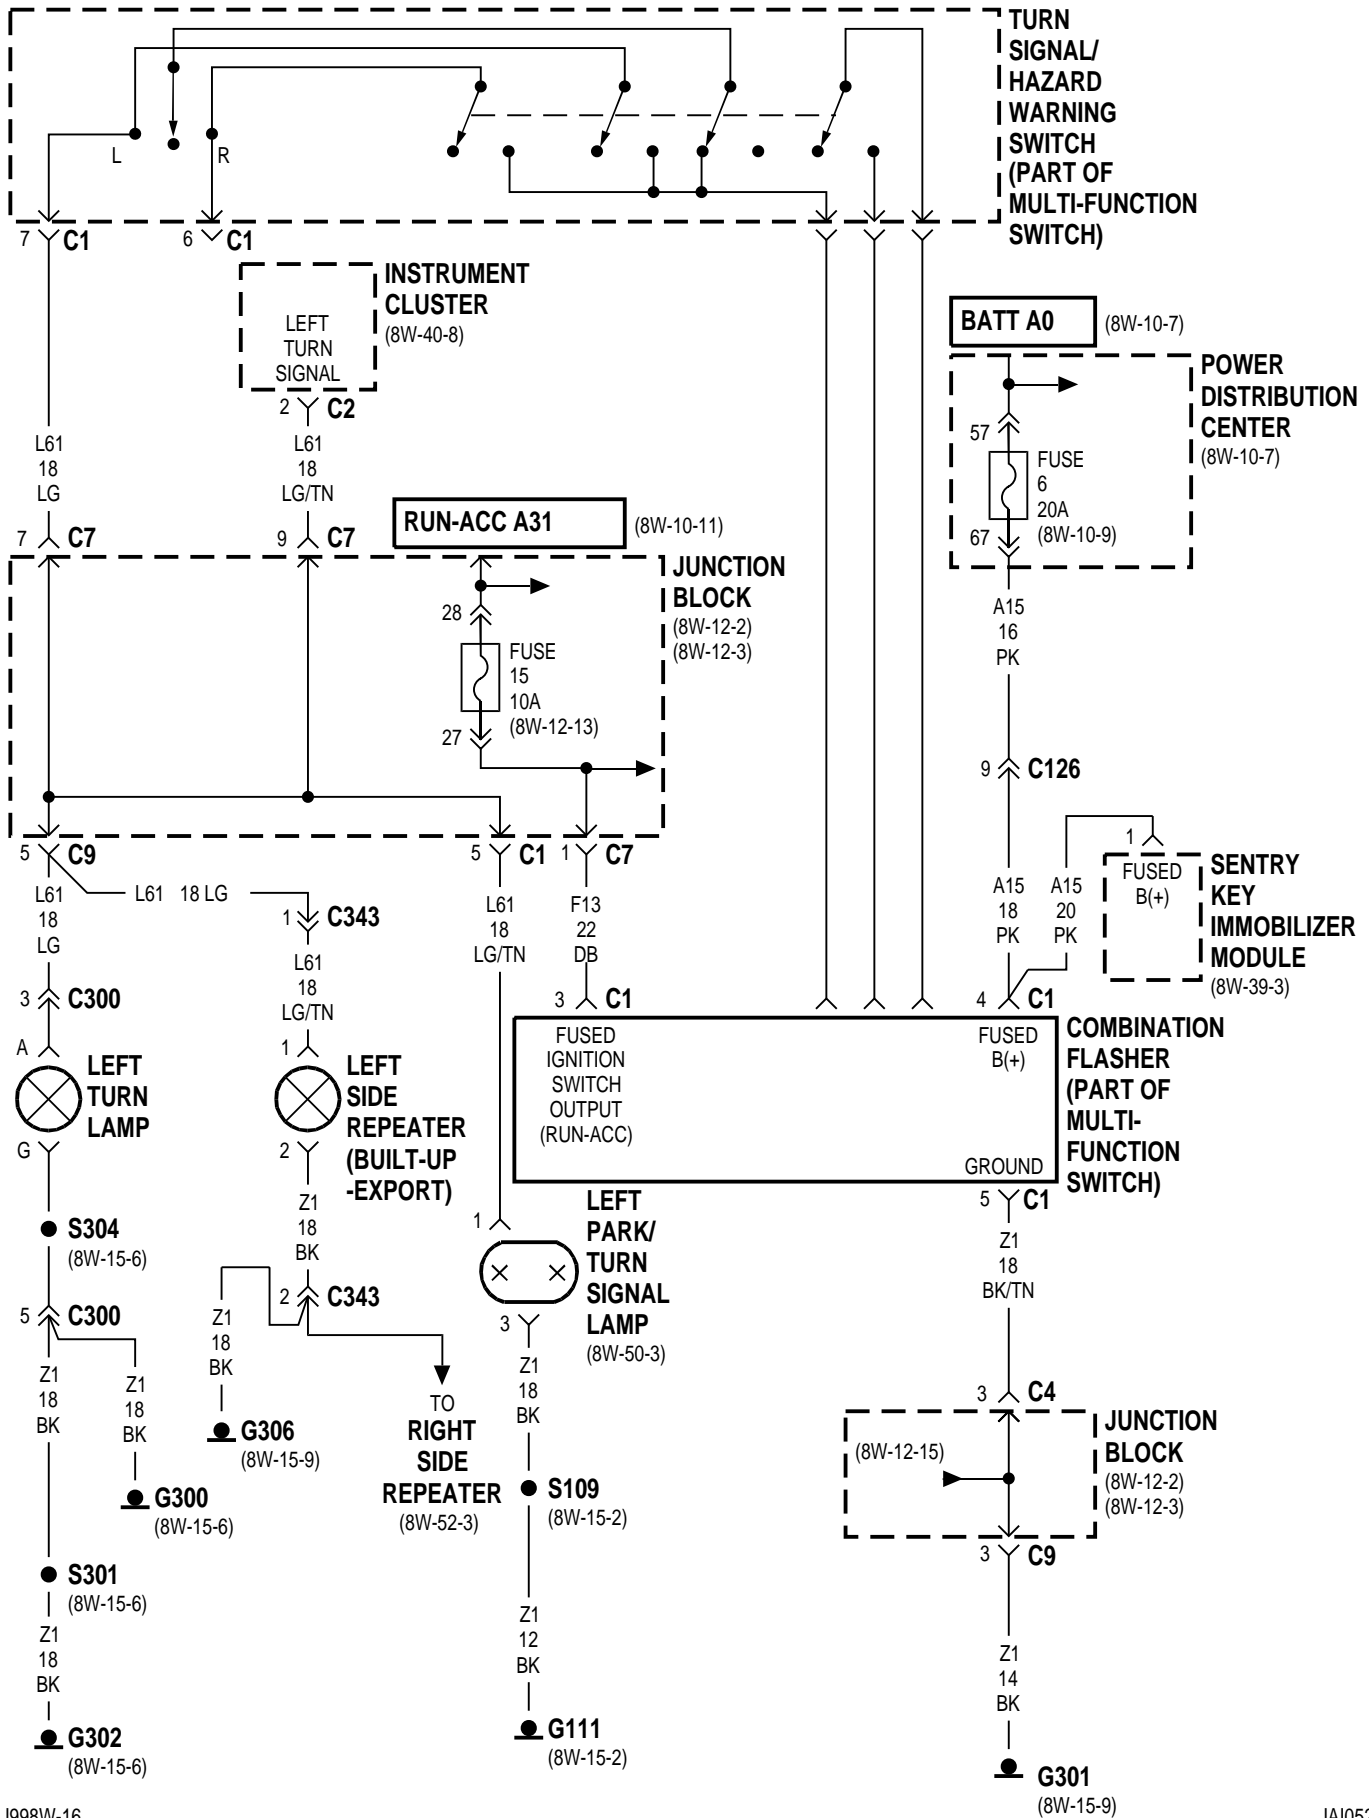 TURN
SIGNAL/
HAZARD
WARNING
SWITCH
(PART OF
MULTI-FUNCTION
SWITCH)
L
R
7 C1
6 C1
INSTRUMENT
CLUSTER
(8W-40-8)
LEFT
TURN
SIGNAL
2 C2
BATT A0
(8W-10-7)
POWER
DISTRIBUTION
CENTER
(8W-10-7)
57
FUSE
6
20A
(8W-10-9)
67
L61
18
LG
L61
18
LG/TN
7 C7
9 C7
RUN-ACC A31
(8W-10-11)
JUNCTION
BLOCK
(8W-12-2)
(8W-12-3)
28
FUSE
15
10A
(8W-12-13)
27
A15
16
PK
9 C126
5 C9
5 C1
1 C7
L61
18
LG
L61 18 LG
1 C343
L61
18
LG/TN
L61
18
LG/TN
F13
22
DB
A15
18
PK
A15
20
PK
1
FUSED
B(+)
SENTRY
KEY
IMMOBILIZER
MODULE
(8W-39-3)
3 C300
A
LEFT
TURN
LAMP
G
1
LEFT
SIDE
REPEATER
(BUILT-UP
-EXPORT)
2
3 C1
4 C1
FUSED
IGNITION
SWITCH
OUTPUT
(RUN-ACC)
FUSED
B(+)
GROUND
COMBINATION
FLASHER
(PART OF
MULTI-
FUNCTION
SWITCH)
5 C1
S304
(8W-15-6)
5 C300
Z1
18
BK
Z1
18
BK
G300
(8W-15-6)
S301
(8W-15-6)
Z1
18
BK
G302
(8W-15-6)
Z1
18
BK
2 C343
Z1
18
BK
G306
(8W-15-9)
TO
RIGHT
SIDE
REPEATER
(8W-52-3)
1
LEFT
PARK/
TURN
SIGNAL
LAMP
(8W-50-3)
3
Z1
18
BK
S109
(8W-15-2)
Z1
12
BK
G111
(8W-15-2)
Z1
18
BK/TN
3 C4
JUNCTION
BLOCK
(8W-12-2)
(8W-12-3)
(8W-12-15)
3 C9
Z1
14
BK
G301
(8W-15-9)
J998W-16